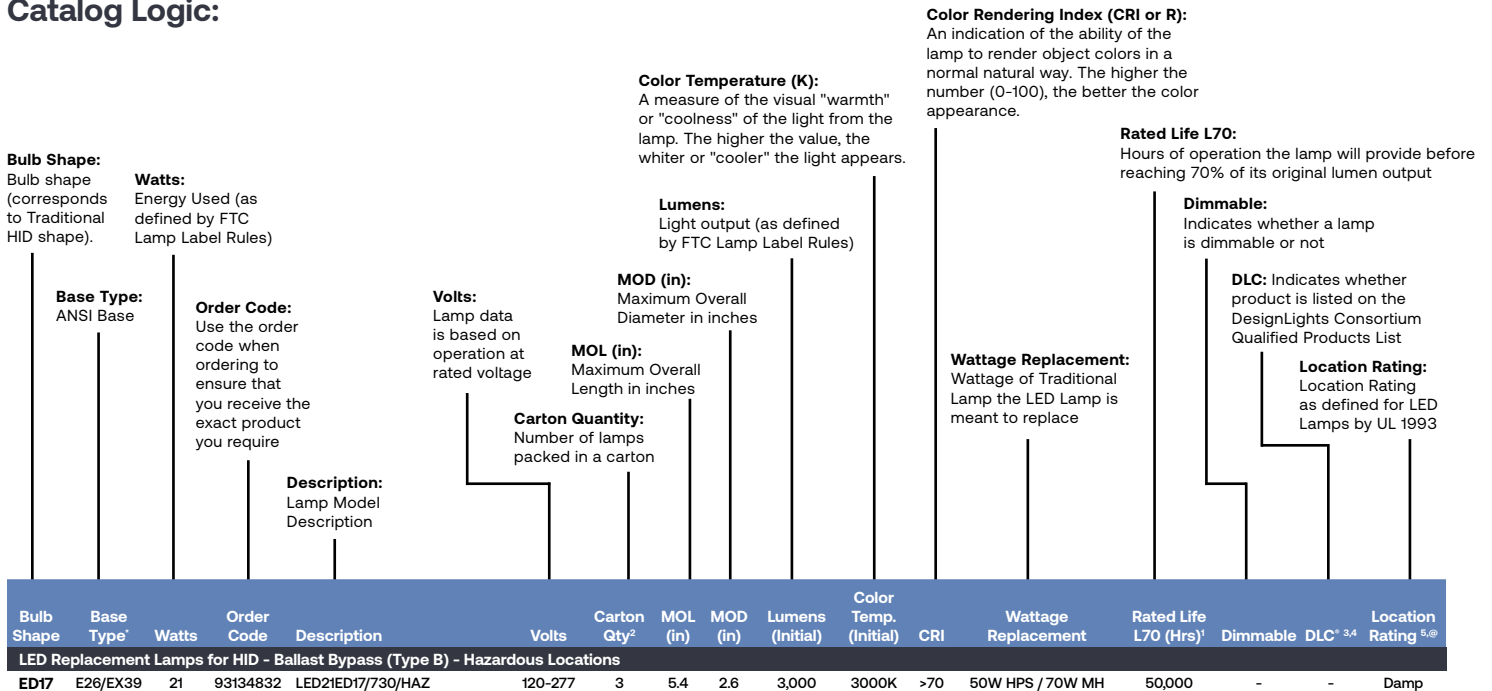 Catalog Logic:
Color Rendering Index (CRI or R):
An indication of the ability of the
lamp to render object colors in a
normal natural way. The higher the
number (0-100), the better the color
appearance.
Color Temperature (K):
A measure of the visual "warmth"
or "coolness" of the light from the
lamp. The higher the value, the
whiter or "cooler" the light appears.
Rated Life L70:
Hours of operation the lamp will provide before
reaching 70% of its original lumen output
Bulb Shape:
Bulb shape
(corresponds
to Traditional
HID shape).
Watts:
Energy Used (as
defined by FTC
Lamp Label Rules)
Lumens:
Light output (as defined
by FTC Lamp Label Rules)
Dimmable:
Indicates whether a lamp
is dimmable or not
Base Type:
ANSI Base
Order Code:
Use the order
code when
ordering to
ensure that
you receive the
exact product
you require
Volts:
Lamp data
is based on
operation at
rated voltage
MOD (in):
Maximum Overall
Diameter in inches
DLC: Indicates whether
product is listed on the
DesignLights Consortium
Qualified Products List
MOL (in):
Maximum Overall
Length in inches
Wattage Replacement:
Wattage of Traditional
Lamp the LED Lamp is
meant to replace
Location Rating:
Location Rating
as defined for LED
Lamps by UL 1993
Carton Quantity:
Number of lamps
packed in a carton
Description:
Lamp Model
Description
Bulb Shape Base Type* Watts Order Code Description Volts Carton Qty² MOL (in) MOD (in) Lumens (Initial) Color Temp. (Initial) CRI Wattage Replacement Rated Life L70 (Hrs)¹ Dimmable DLC® 3,4 Location Rating 5,@
LED Replacement Lamps for HID - Ballast Bypass (Type B) - Hazardous Locations
ED17 E26/EX39 21 93134832 LED21ED17/730/HAZ 120-277 3 5.4 2.6 3,000 3000K >70 50W HPS / 70W MH 50,000 - - Damp